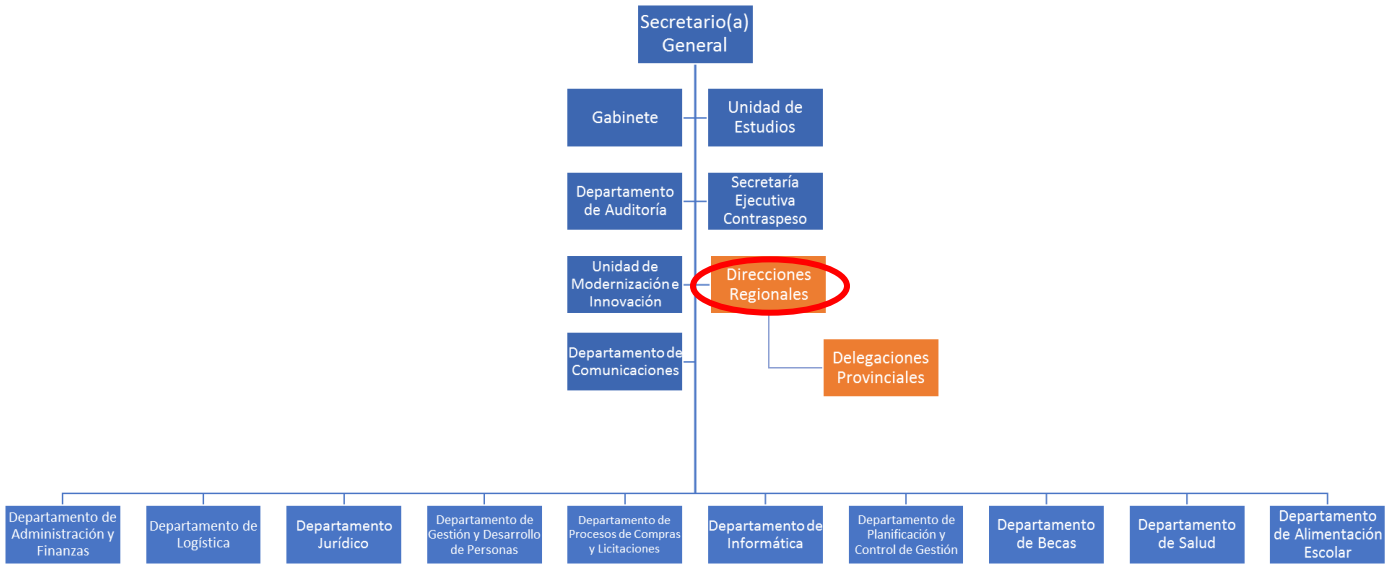 Secretario(a)
General
Gabinete
Unidad de
Estudios
Departamento
de Auditoría
Secretaría
Ejecutiva
Contraspeso
Unidad de
Modernización e
Innovación
Direcciones
Regionales
Departamento de
Comunicaciones
Delegaciones
Provinciales
Departamento de
Administración y
Finanzas
Departamento de
Logística
Departamento
Jurídico
Departamento de
Gestión y Desarrollo
de Personas
Departamento de
Procesos de Compras
y Licitaciones
Departamento de
Informática
Departamento de
Planificación y
Control de Gestión
Departamento
de Becas
Departamento
de Salud
Departamento
de Alimentación
Escolar